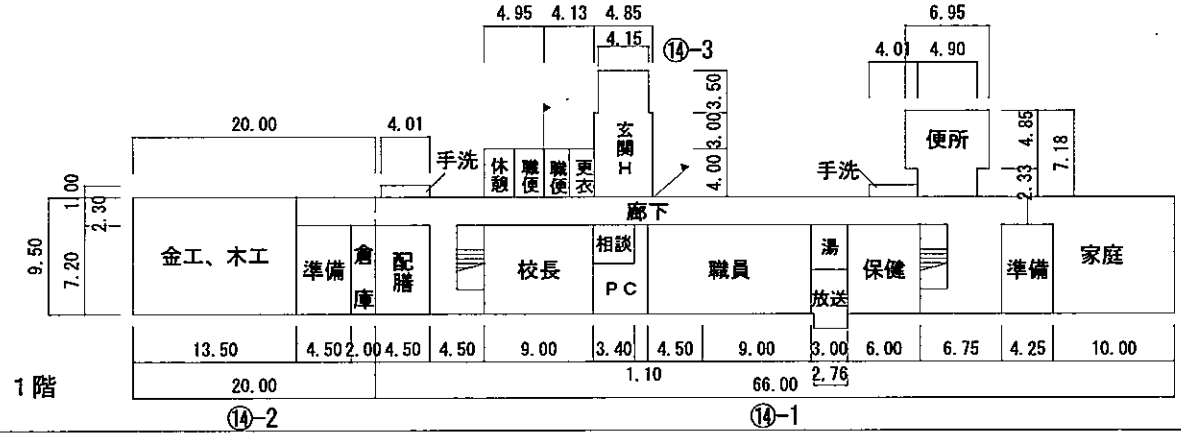 4.95 4.13 4.85 6.95
4.15 ⑭-3 4.01 4.90
3.50
20.00 4.01 玄関H 3.00 便所 4.85
7.18
手洗 休憩 職便 職便 更衣 4.00 手洗 2.33
1.00
廊下
2.30
9.50
7.20
金工、木工 準備 倉庫 配膳 校長 相談 職員 湯 保健 準備 家庭
PC 放送
13.50 4.50 2.00 4.50 4.50 9.00 3.40 4.50 9.00 3.00 6.00 6.75 4.25 10.00
1.10 2.76
1階 20.00 66.00
⑭-2 ⑭-1